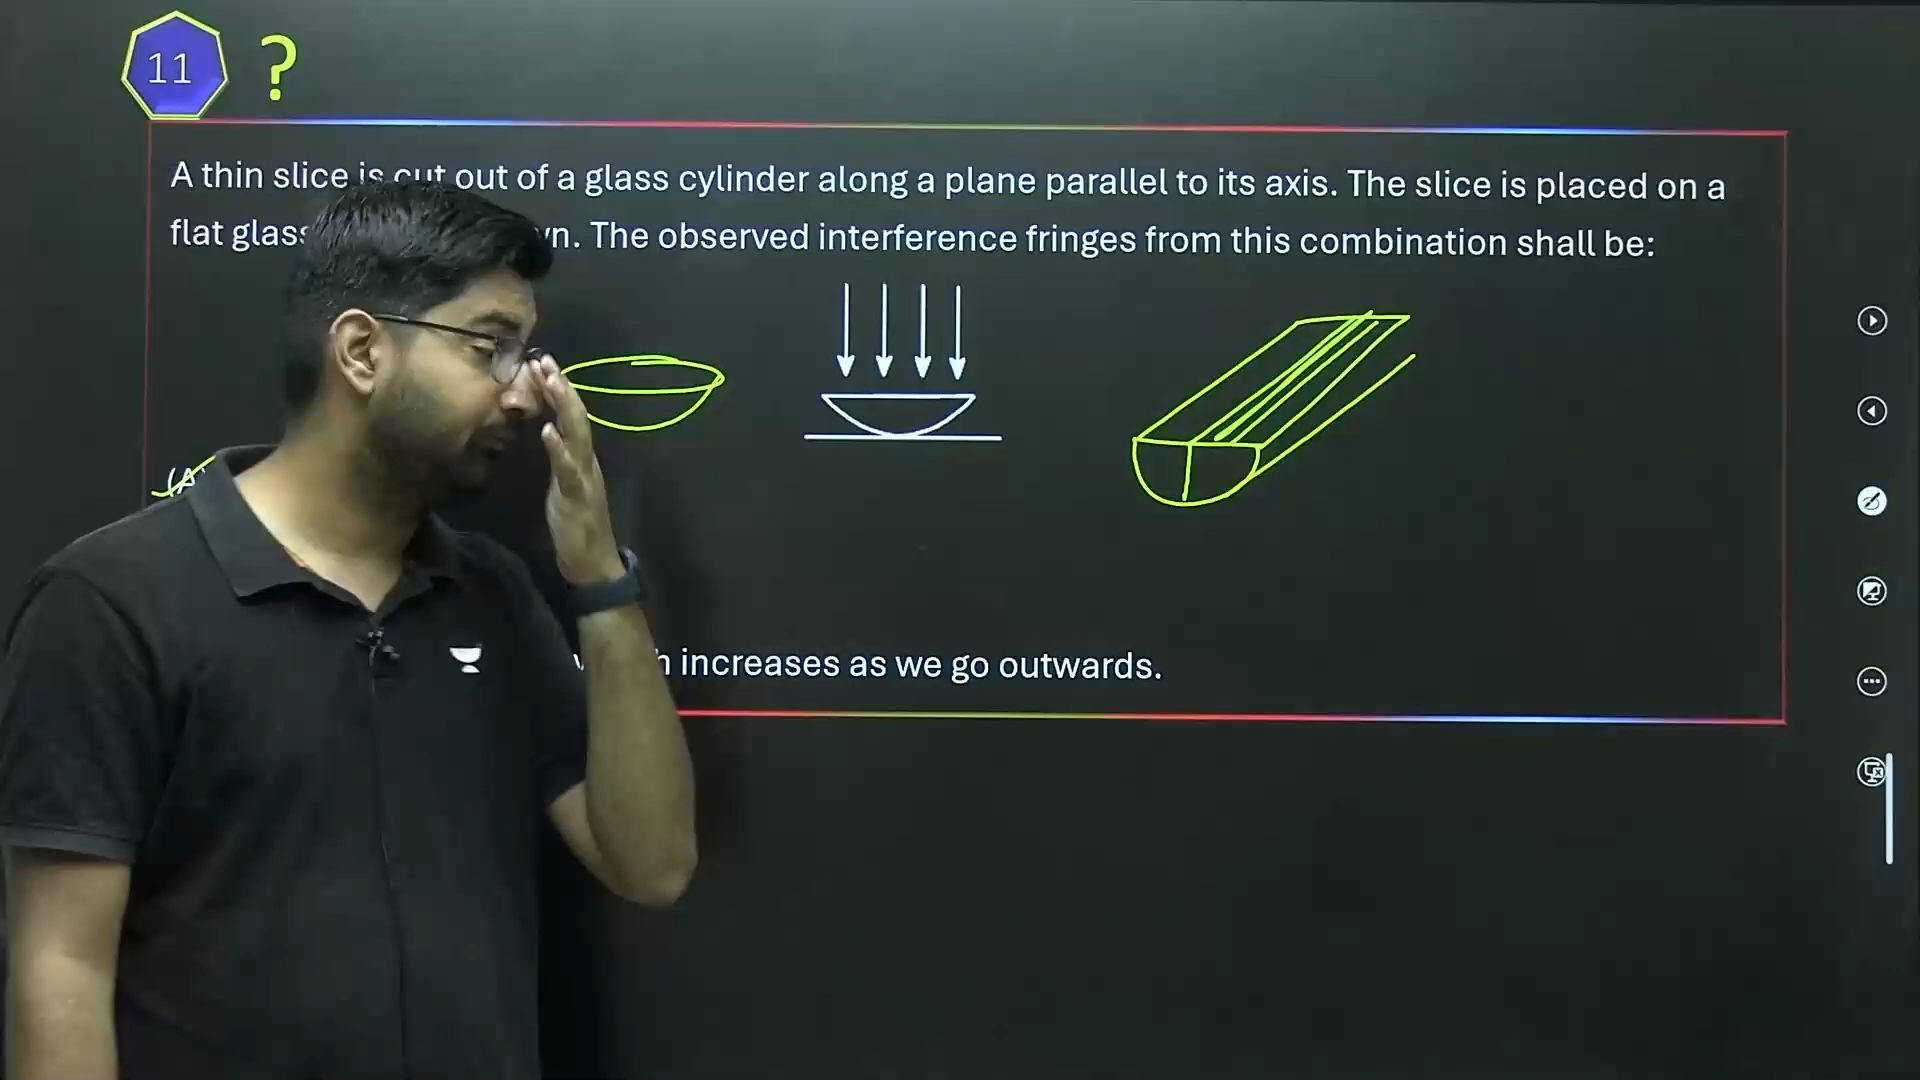 11 ?
A thin slice is cut out of a glass cylinder along a plane parallel to its axis. The slice is placed on a
flat glass The observed interference fringes from this combination shall be:
(A)
increases as we go outwards.